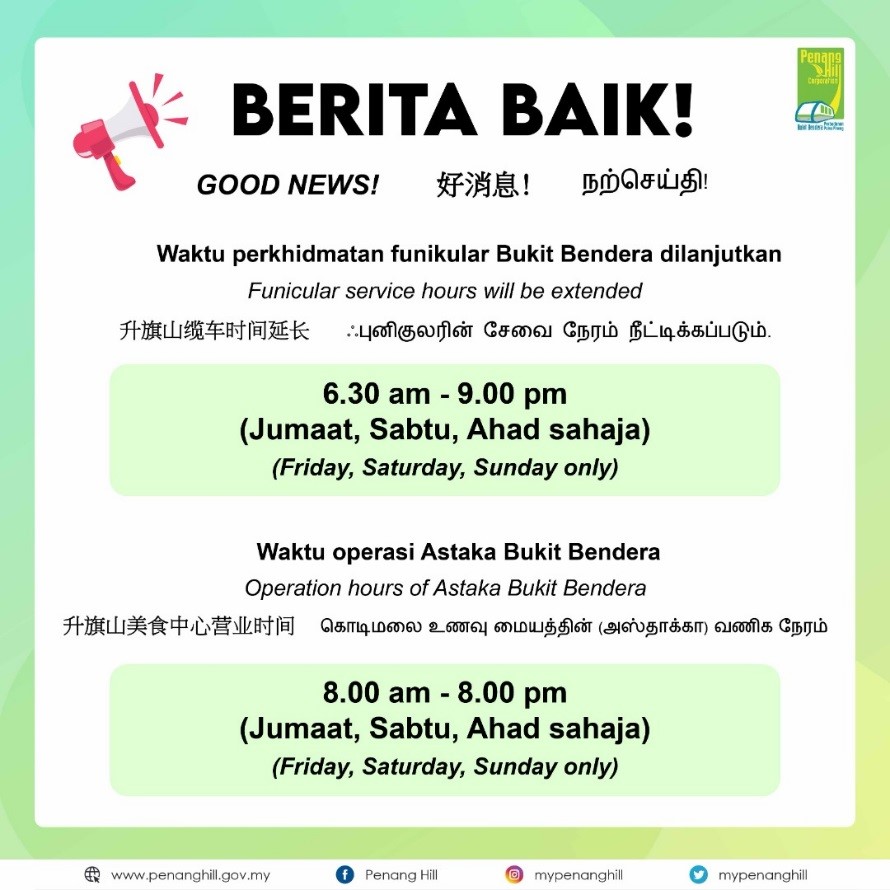 Penang
Hill
Corporation
BERITA BAIK!
GOOD NEWS! 好消息! நற்செய்தி!
Waktu perkhidmatan funikular Bukit Bendera dilanjutkan
Funicular service hours will be extended
升旗山缆车时间延长 ஃபுனிகுலரின் சேவை நேரம் நீட்டிக்கப்படும்.
6.30 am - 9.00 pm
(Jumaat, Sabtu, Ahad sahaja)
(Friday, Saturday, Sunday only)
Waktu operasi Astaka Bukit Bendera
Operation hours of Astaka Bukit Bendera
升旗山美食中心营业时间 கொடிமலை உணவு மையத்தின் (அஸ்தாக்கா) வணிக நேரம்
8.00 am - 8.00 pm
(Jumaat, Sabtu, Ahad sahaja)
(Friday, Saturday, Sunday only)
www.penanghill.gov.my Penang Hill mypenanghill mypenanghill